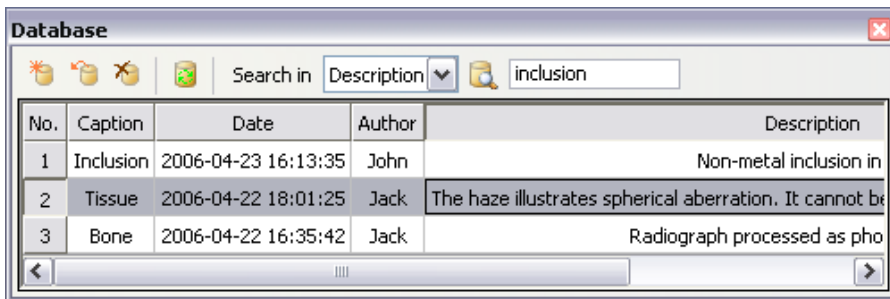 Database
Search in Description inclusion
No. Caption Date Author Description
1 Inclusion 2006-04-23 16:13:35 John Non-metal inclusion in
2 Tissue 2006-04-22 18:01:25 Jack The haze illustrates spherical aberration. It cannot be
3 Bone 2006-04-22 16:35:42 Jack Radiograph processed as pho